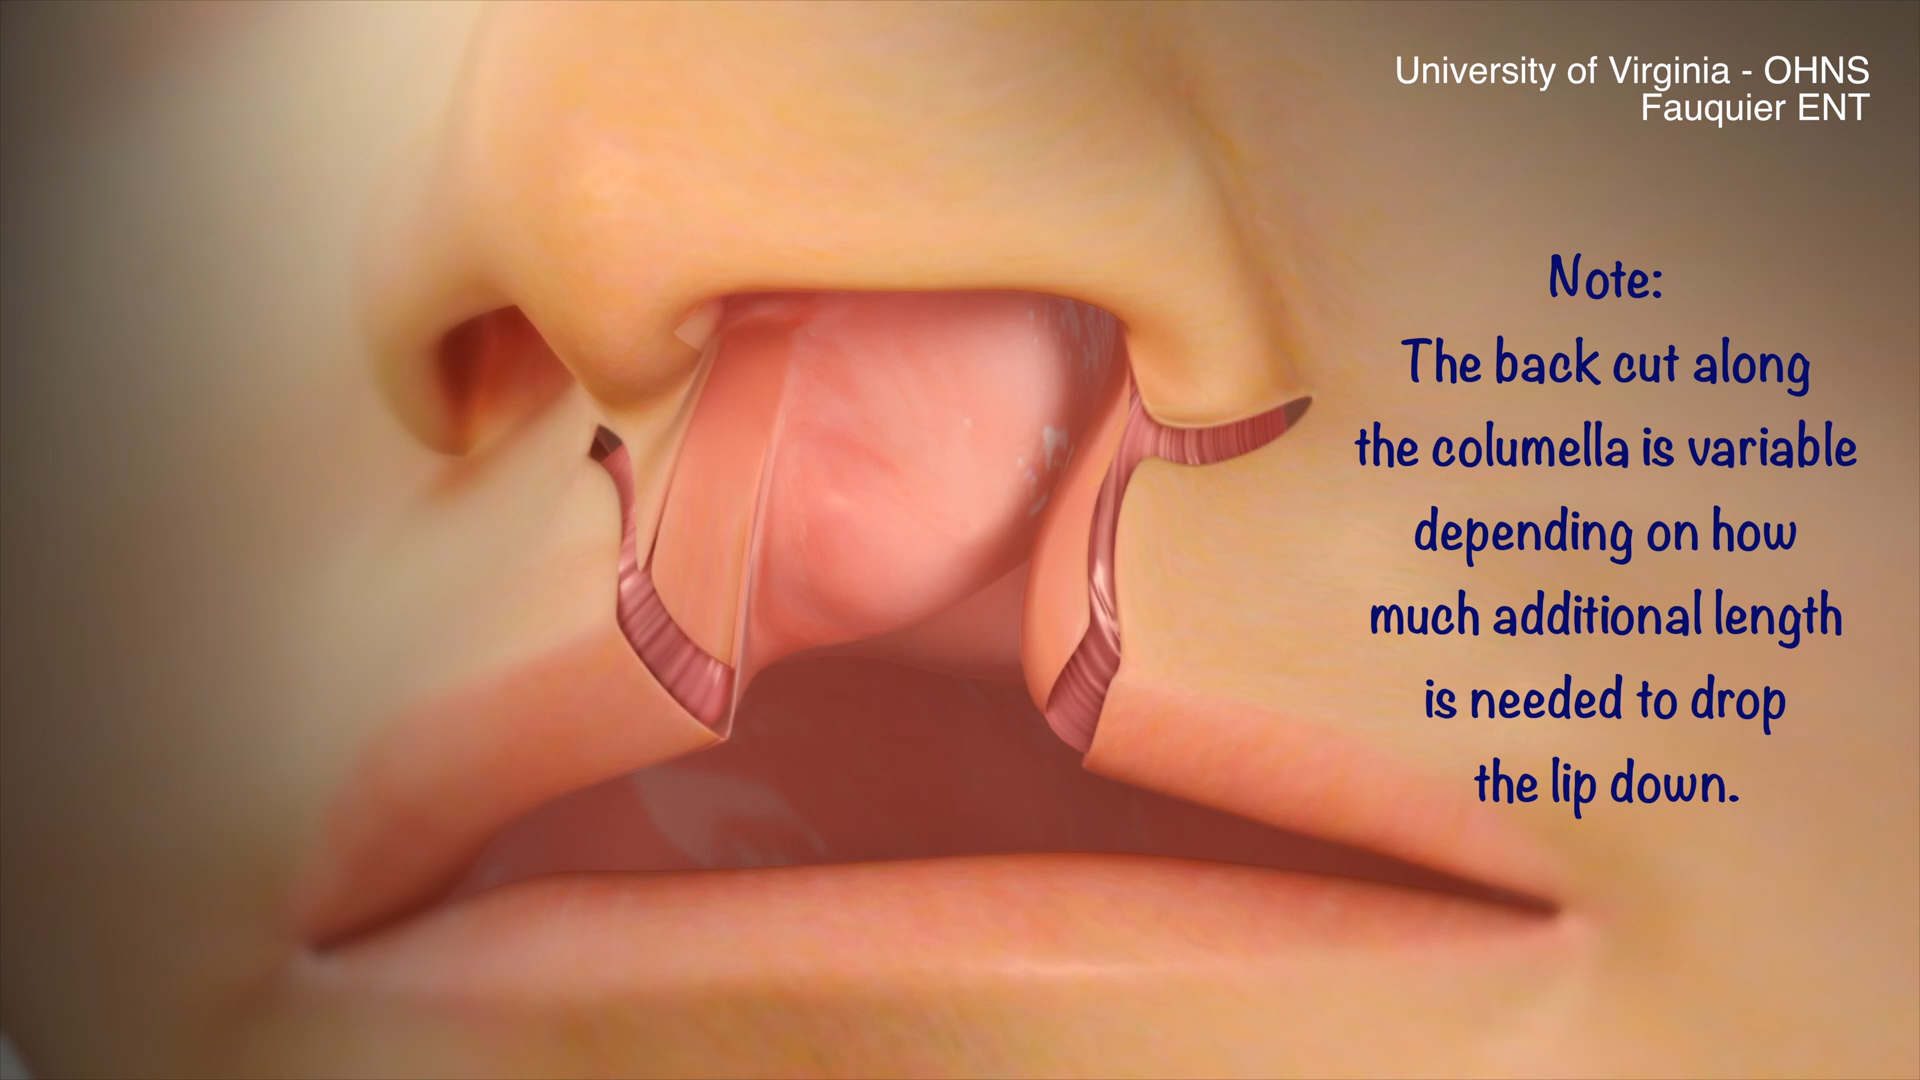 University of Virginia - OHNS
Fauquier ENT
Note:
The back cut along
the columella is variable
depending on how
much additional length
is needed to drop
the lip down.